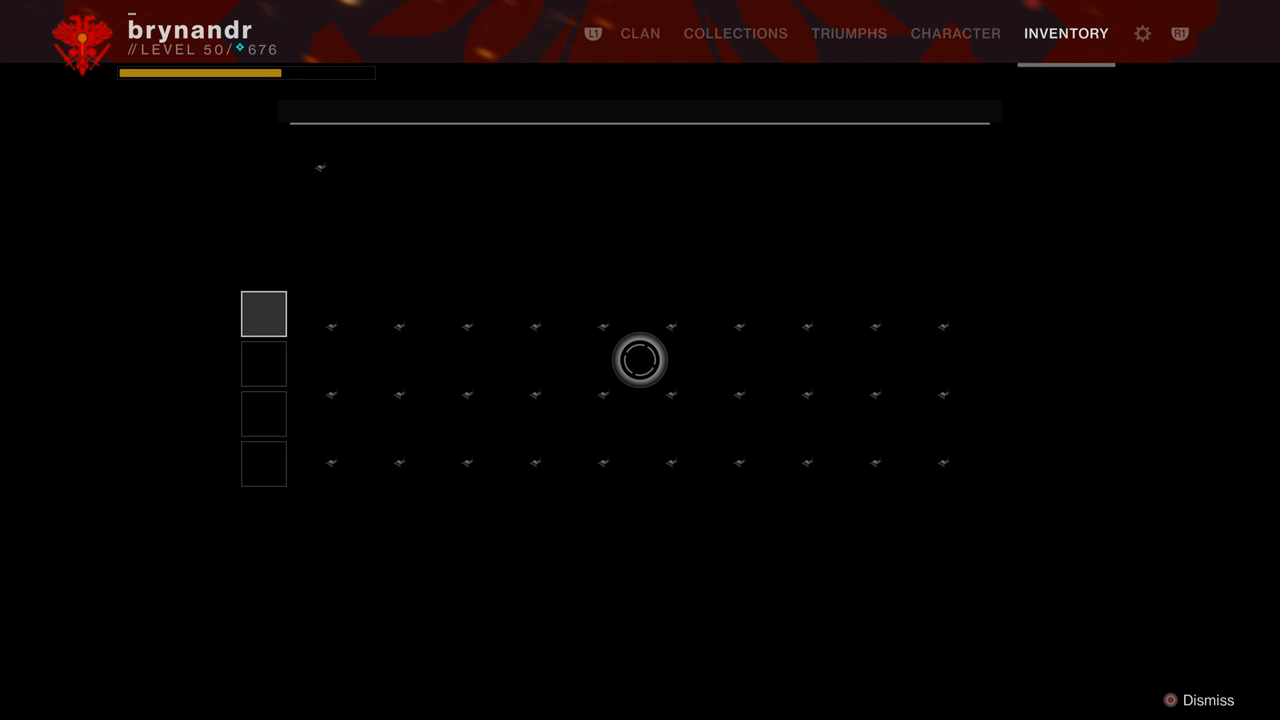 brynandr
//LEVEL 50/ 676
L1 CLAN COLLECTIONS TRIUMPHS CHARACTER INVENTORY R1
Dismiss